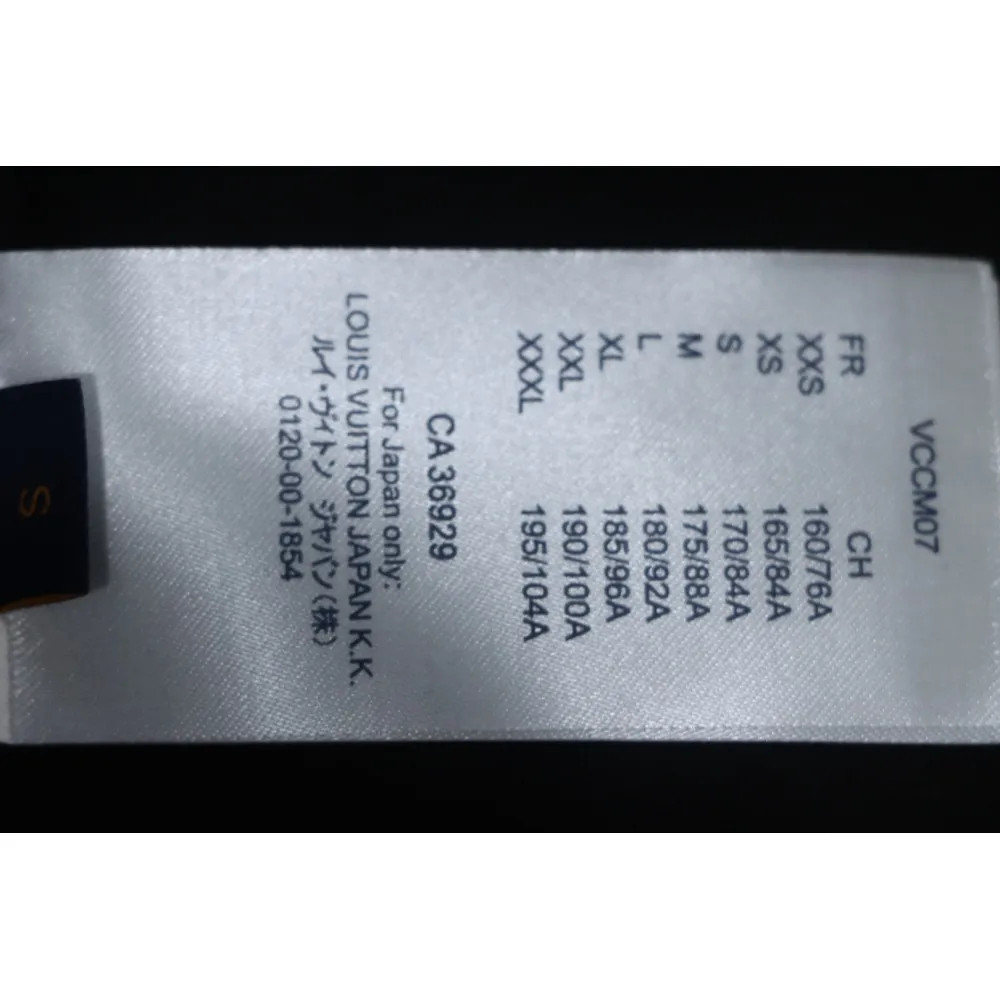 VCCM07
FR CH
XXS 160/76A
XS 165/84A
S 170/84A
M 175/88A
L 180/92A
XL 185/96A
XXL 190/100A
XXXL 195/104A
CA 36929
For Japan only:
LOUIS VUITTON JAPAN K.K.
ルイ・ヴィトン ジャパン(株)
0120-00-1854
S